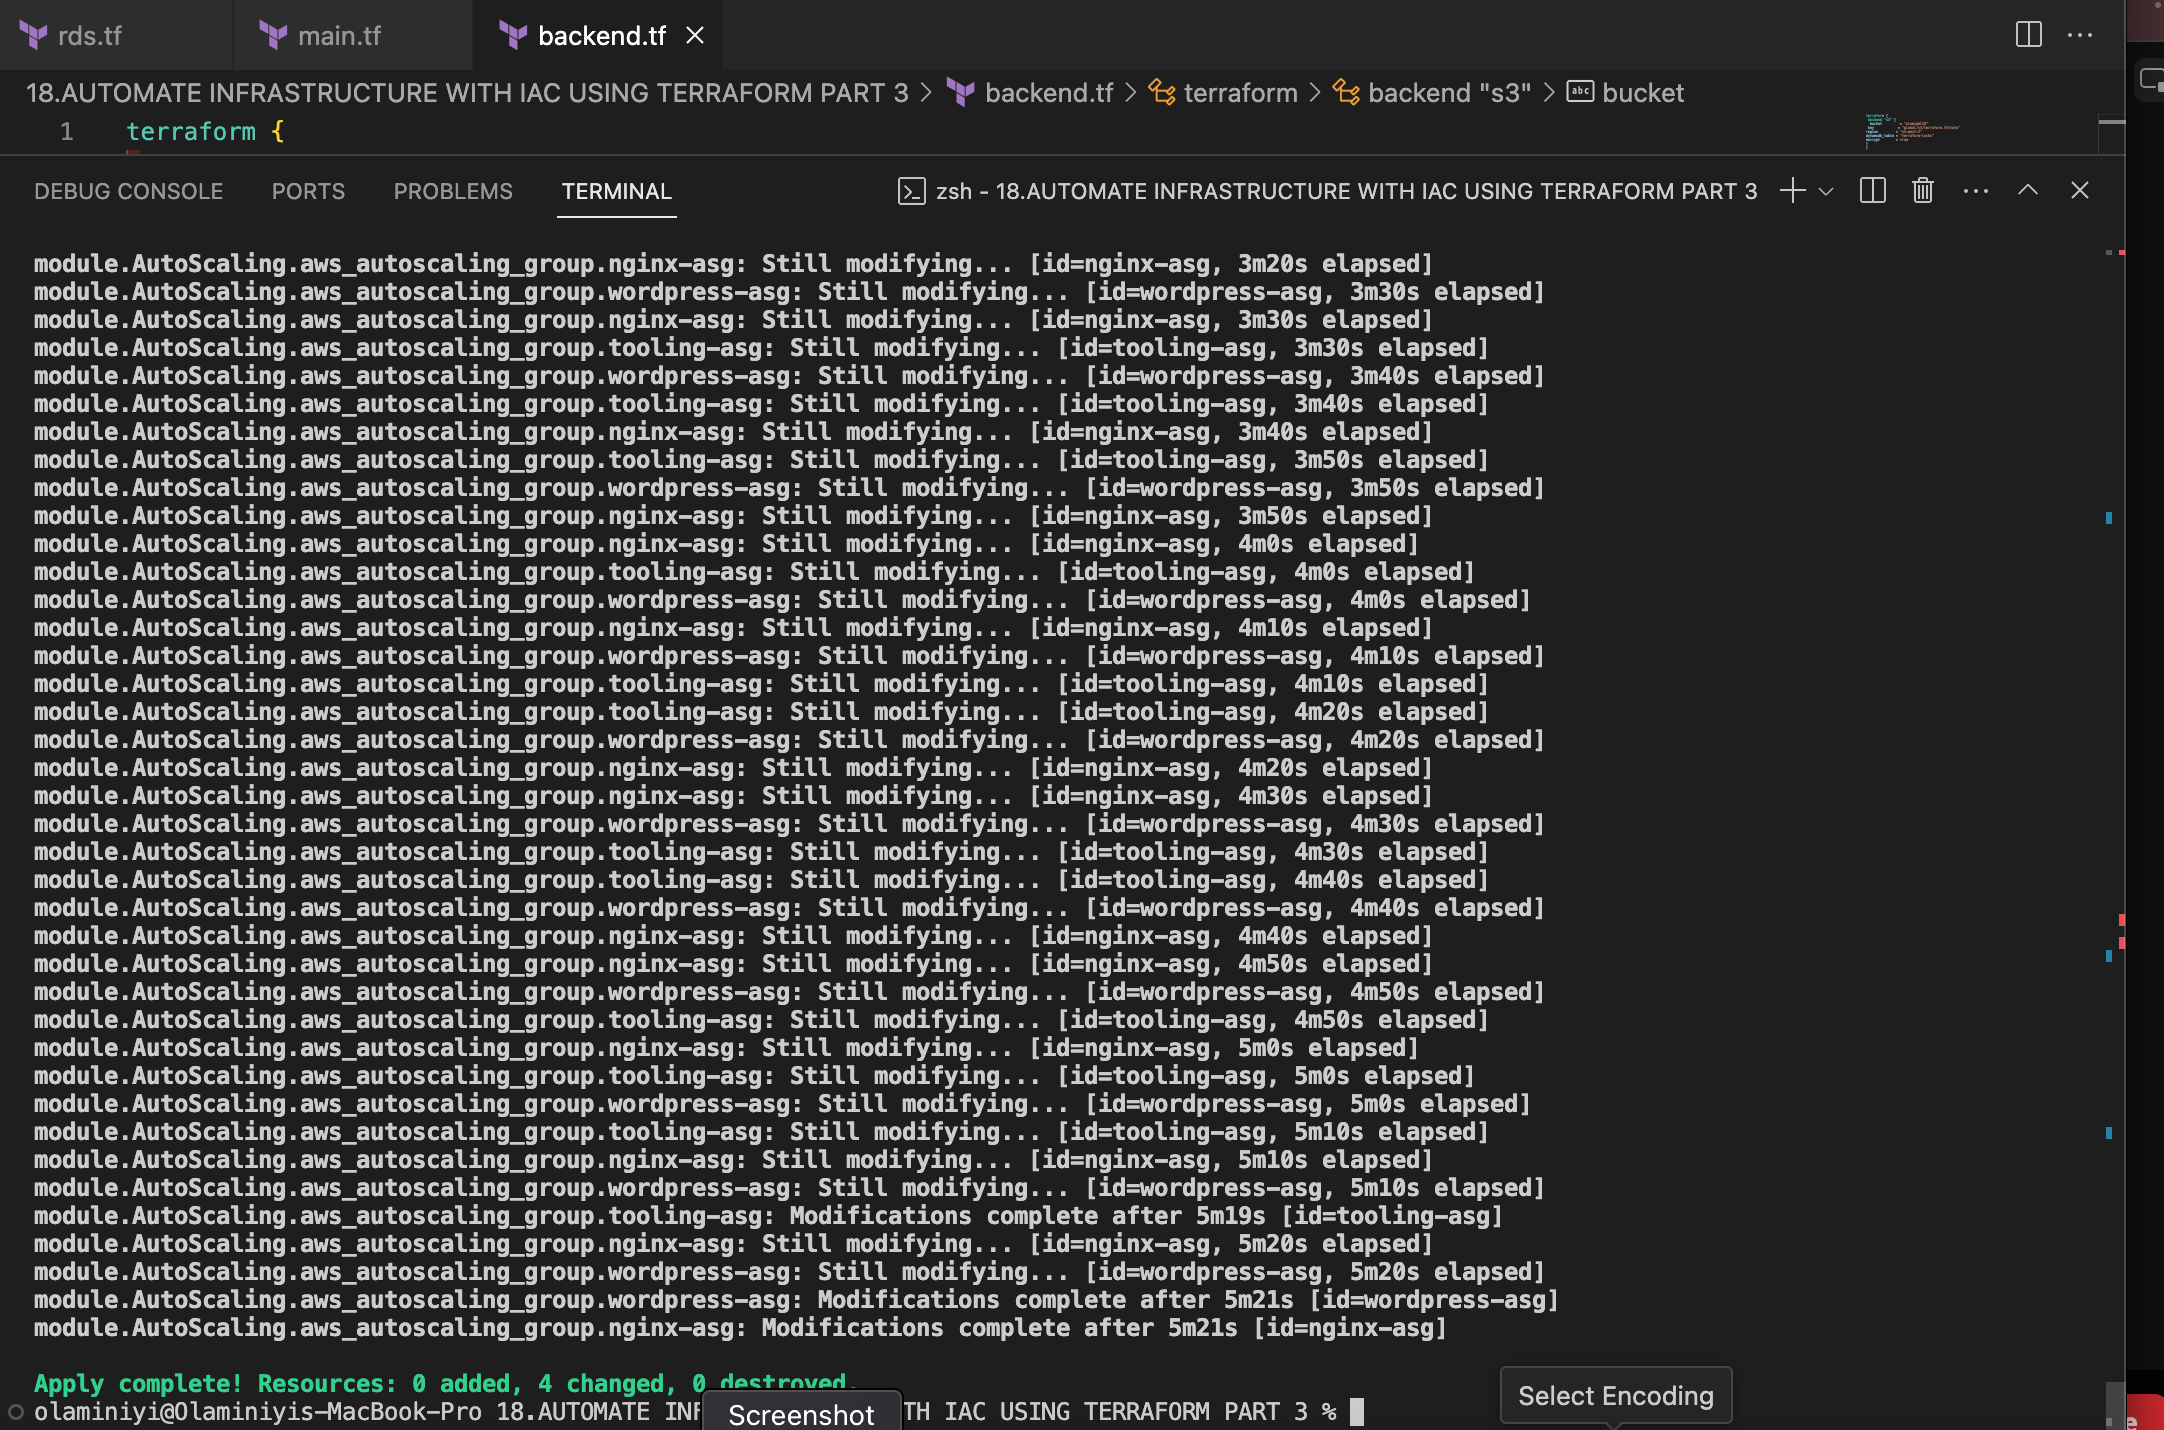 rds.tf main.tf backend.tf
18.AUTOMATE INFRASTRUCTURE WITH IAC USING TERRAFORM PART 3 > backend.tf > terraform > backend "s3" > abc bucket
1 terraform {
DEBUG CONSOLE PORTS PROBLEMS TERMINAL zsh - 18.AUTOMATE INFRASTRUCTURE WITH IAC USING TERRAFORM PART 3
module.AutoScaling.aws_autoscaling_group.nginx-asg: Still modifying... [id=nginx-asg, 3m20s elapsed]
module.AutoScaling.aws_autoscaling_group.wordpress-asg: Still modifying... [id=wordpress-asg, 3m30s elapsed]
module.AutoScaling.aws_autoscaling_group.nginx-asg: Still modifying... [id=nginx-asg, 3m30s elapsed]
module.AutoScaling.aws_autoscaling_group.tooling-asg: Still modifying... [id=tooling-asg, 3m30s elapsed]
module.AutoScaling.aws_autoscaling_group.wordpress-asg: Still modifying... [id=wordpress-asg, 3m40s elapsed]
module.AutoScaling.aws_autoscaling_group.tooling-asg: Still modifying... [id=tooling-asg, 3m40s elapsed]
module.AutoScaling.aws_autoscaling_group.nginx-asg: Still modifying... [id=nginx-asg, 3m40s elapsed]
module.AutoScaling.aws_autoscaling_group.tooling-asg: Still modifying... [id=tooling-asg, 3m50s elapsed]
module.AutoScaling.aws_autoscaling_group.wordpress-asg: Still modifying... [id=wordpress-asg, 3m50s elapsed]
module.AutoScaling.aws_autoscaling_group.nginx-asg: Still modifying... [id=nginx-asg, 3m50s elapsed]
module.AutoScaling.aws_autoscaling_group.nginx-asg: Still modifying... [id=nginx-asg, 4m0s elapsed]
module.AutoScaling.aws_autoscaling_group.tooling-asg: Still modifying... [id=tooling-asg, 4m0s elapsed]
module.AutoScaling.aws_autoscaling_group.wordpress-asg: Still modifying... [id=wordpress-asg, 4m0s elapsed]
module.AutoScaling.aws_autoscaling_group.nginx-asg: Still modifying... [id=nginx-asg, 4m10s elapsed]
module.AutoScaling.aws_autoscaling_group.wordpress-asg: Still modifying... [id=wordpress-asg, 4m10s elapsed]
module.AutoScaling.aws_autoscaling_group.tooling-asg: Still modifying... [id=tooling-asg, 4m10s elapsed]
module.AutoScaling.aws_autoscaling_group.tooling-asg: Still modifying... [id=tooling-asg, 4m20s elapsed]
module.AutoScaling.aws_autoscaling_group.wordpress-asg: Still modifying... [id=wordpress-asg, 4m20s elapsed]
module.AutoScaling.aws_autoscaling_group.nginx-asg: Still modifying... [id=nginx-asg, 4m20s elapsed]
module.AutoScaling.aws_autoscaling_group.nginx-asg: Still modifying... [id=nginx-asg, 4m30s elapsed]
module.AutoScaling.aws_autoscaling_group.wordpress-asg: Still modifying... [id=wordpress-asg, 4m30s elapsed]
module.AutoScaling.aws_autoscaling_group.tooling-asg: Still modifying... [id=tooling-asg, 4m30s elapsed]
module.AutoScaling.aws_autoscaling_group.tooling-asg: Still modifying... [id=tooling-asg, 4m40s elapsed]
module.AutoScaling.aws_autoscaling_group.wordpress-asg: Still modifying... [id=wordpress-asg, 4m40s elapsed]
module.AutoScaling.aws_autoscaling_group.nginx-asg: Still modifying... [id=nginx-asg, 4m40s elapsed]
module.AutoScaling.aws_autoscaling_group.nginx-asg: Still modifying... [id=nginx-asg, 4m50s elapsed]
module.AutoScaling.aws_autoscaling_group.wordpress-asg: Still modifying... [id=wordpress-asg, 4m50s elapsed]
module.AutoScaling.aws_autoscaling_group.tooling-asg: Still modifying... [id=tooling-asg, 4m50s elapsed]
module.AutoScaling.aws_autoscaling_group.nginx-asg: Still modifying... [id=nginx-asg, 5m0s elapsed]
module.AutoScaling.aws_autoscaling_group.tooling-asg: Still modifying... [id=tooling-asg, 5m0s elapsed]
module.AutoScaling.aws_autoscaling_group.wordpress-asg: Still modifying... [id=wordpress-asg, 5m0s elapsed]
module.AutoScaling.aws_autoscaling_group.tooling-asg: Still modifying... [id=tooling-asg, 5m10s elapsed]
module.AutoScaling.aws_autoscaling_group.nginx-asg: Still modifying... [id=nginx-asg, 5m10s elapsed]
module.AutoScaling.aws_autoscaling_group.wordpress-asg: Still modifying... [id=wordpress-asg, 5m10s elapsed]
module.AutoScaling.aws_autoscaling_group.tooling-asg: Modifications complete after 5m19s [id=tooling-asg]
module.AutoScaling.aws_autoscaling_group.nginx-asg: Still modifying... [id=nginx-asg, 5m20s elapsed]
module.AutoScaling.aws_autoscaling_group.wordpress-asg: Still modifying... [id=wordpress-asg, 5m20s elapsed]
module.AutoScaling.aws_autoscaling_group.wordpress-asg: Modifications complete after 5m21s [id=wordpress-asg]
module.AutoScaling.aws_autoscaling_group.nginx-asg: Modifications complete after 5m21s [id=nginx-asg]
Apply complete! Resources: 0 added, 4 changed, 0 destroyed.
olaminiyi@Olaminiyis-MacBook-Pro 18.AUTOMATE INF TH IAC USING TERRAFORM PART 3 %
Screenshot
Select Encoding